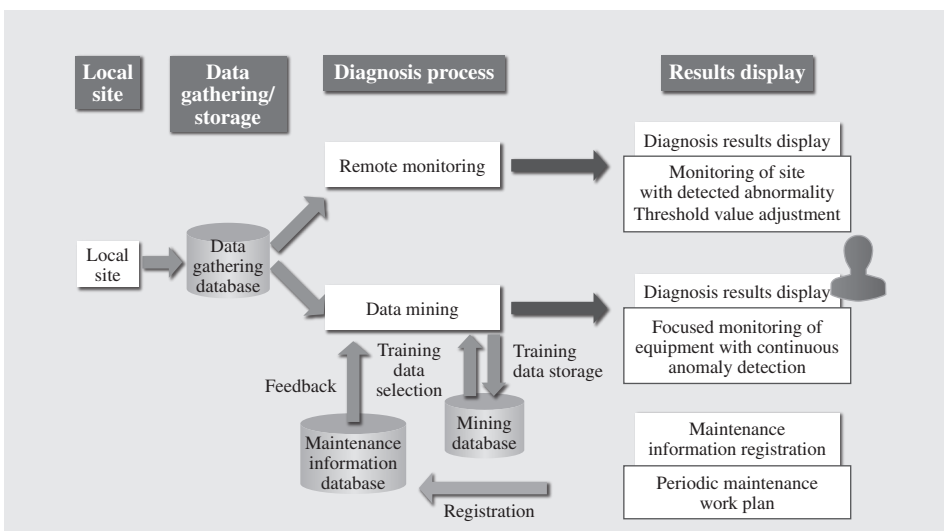 Local
site
Data
gathering/
storage
Diagnosis process
Results display
Remote monitoring
Diagnosis results display
Monitoring of site
with detected abnormality
Threshold value adjustment
Local
site
Data
gathering
database
Data mining
Diagnosis results display
Focused monitoring of
equipment with continuous
anomaly detection
Feedback
Training
data
selection
Training
data storage
Maintenance
information
database
Mining
database
Registration
Maintenance
information registration
Periodic maintenance
work plan